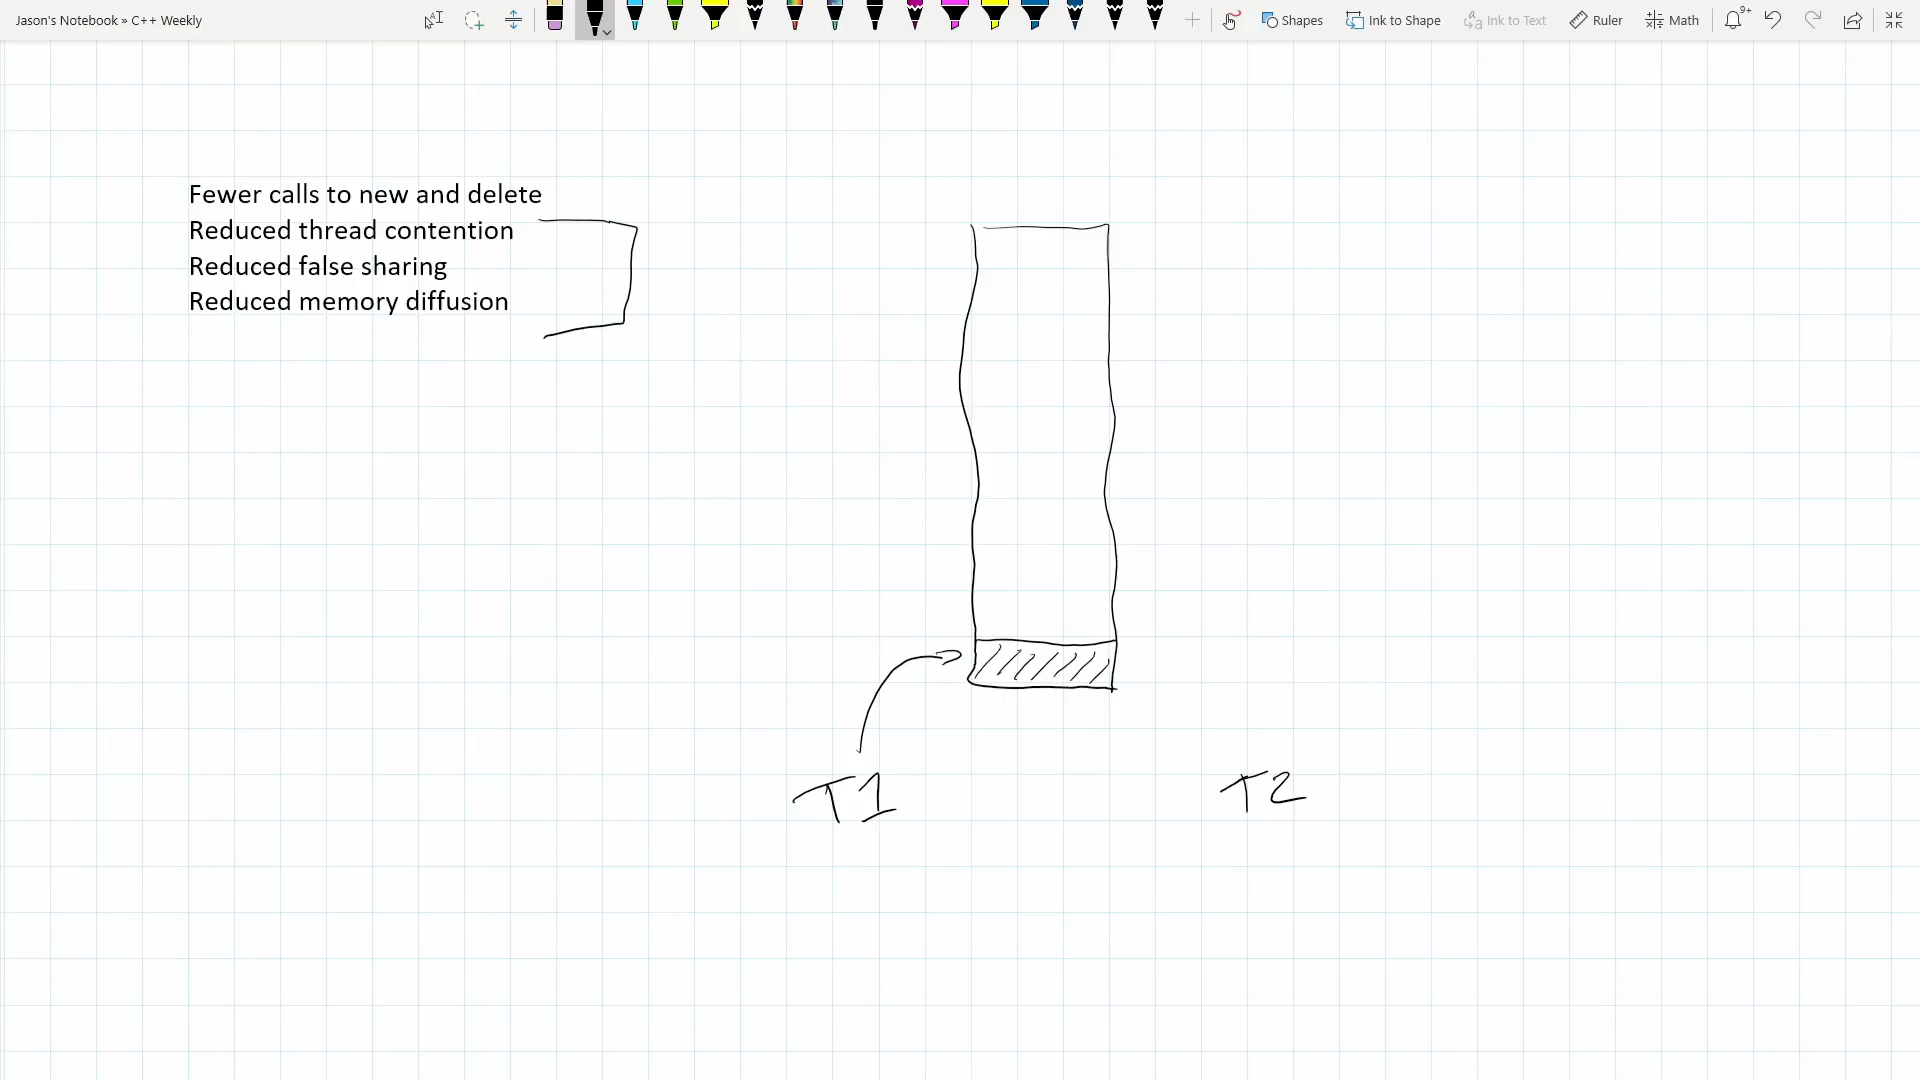 Jason's Notebook » C++ Weekly
Shapes
Ink to Shape
Ink to Text
Ruler
Math
9+
Fewer calls to new and delete
Reduced thread contention
Reduced false sharing
Reduced memory diffusion
T1
T2